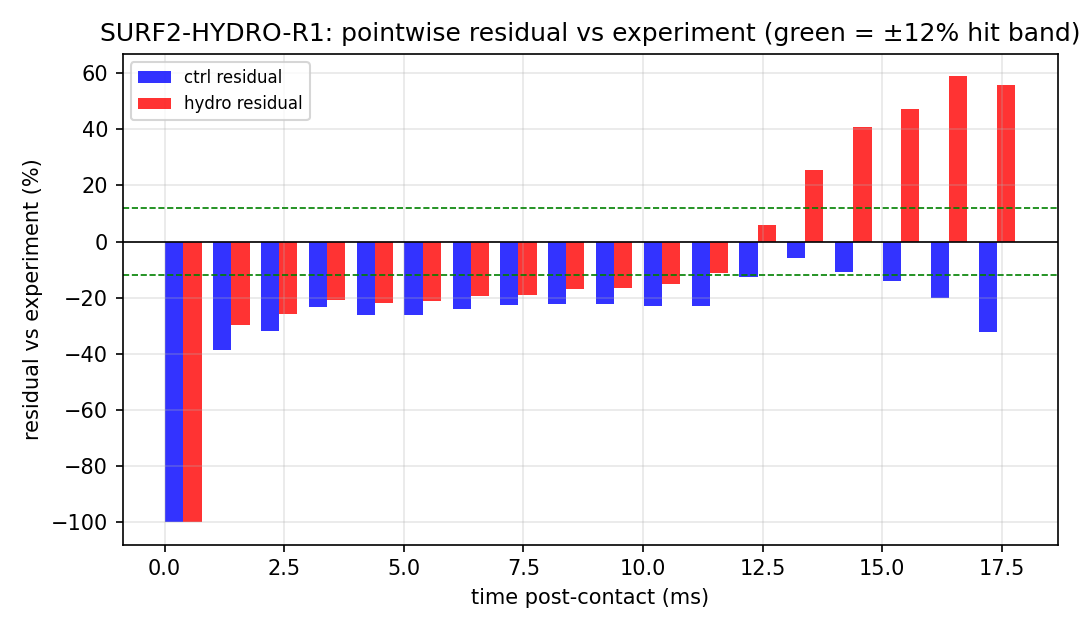 SURF2-HYDRO-R1: pointwise residual vs experiment (green = ±12% hit band)
ctrl residual
hydro residual
residual vs experiment (%)
60
40
20
0
−20
−40
−60
−80
−100
0.0 2.5 5.0 7.5 10.0 12.5 15.0 17.5
time post-contact (ms)